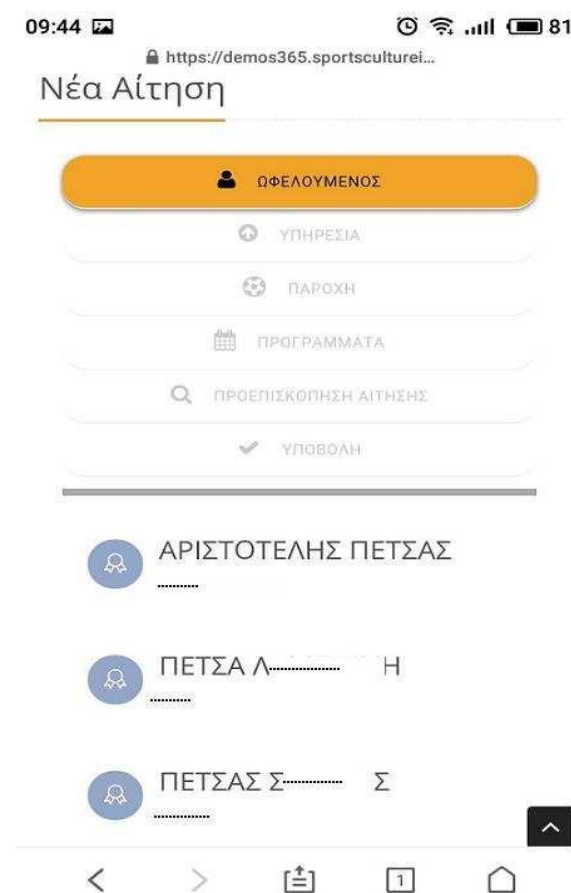 09:44 81
https://demos365.sportsculturei...
Νέα Αίτηση
ΩΦΕΛΟΥΜΕΝΟΣ
ΥΠΗΡΕΣΙΑ
ΠΑΡΟΧΗ
ΠΡΟΓΡΑΜΜΑΤΑ
ΠΡΟΕΠΙΣΚΟΠΗΣΗ ΑΙΤΗΣΗΣ
ΥΠΟΒΟΛΗ
ΑΡΙΣΤΟΤΕΛΗΣ ΠΕΤΣΑΣ
ΠΕΤΣΑ Λ Η
ΠΕΤΣΑΣ Σ Σ
1